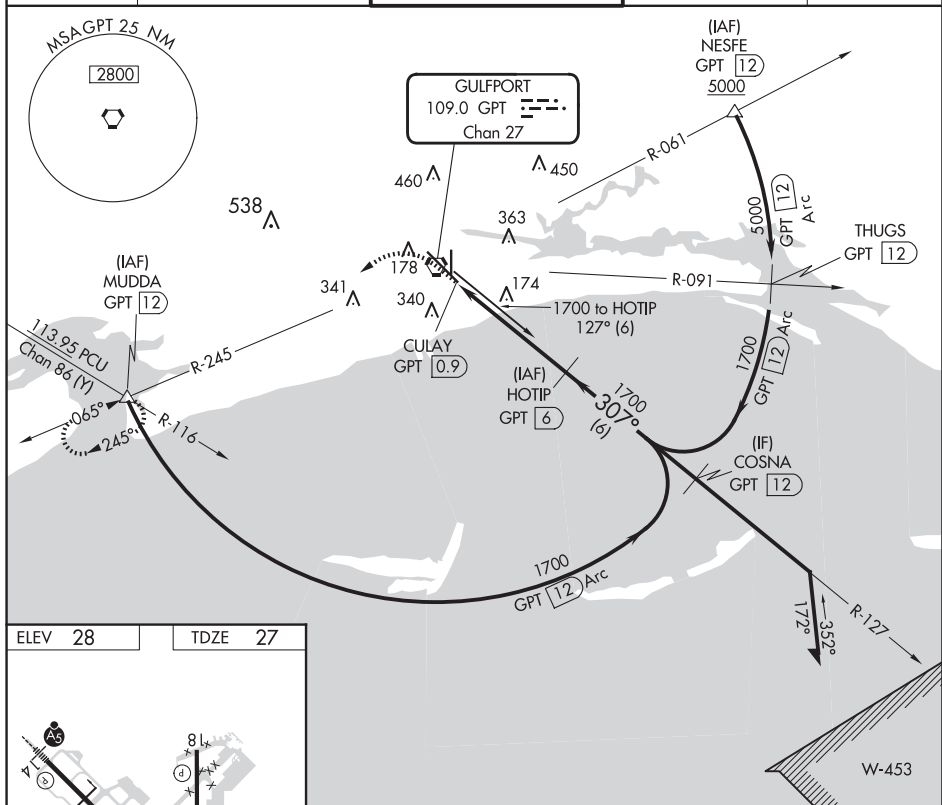 MSA GPT 25 NM
2800
GULFPORT
109.0 GPT
Chan 27
(IAF)
NESFE
GPT 12
5000
R-061
5000
GPT 12 Arc
THUGS
GPT 12
R-091
1700
GPT 12 Arc
460
450
538
363
178
341
340
174
1700 to HOTIP
127° (6)
CULAY
GPT 0.9
(IAF)
MUDDA
GPT 12
113.95 PCU
Chan 86 (Y)
R-245
065°
245°
R-116
(IAF)
HOTIP
GPT 6
1700
307°
(6)
(IF)
COSNA
GPT 12
1700
GPT 12 Arc
172°
352°
R-127
W-453
ELEV 28
TDZE 27
A5
14
P
18
P